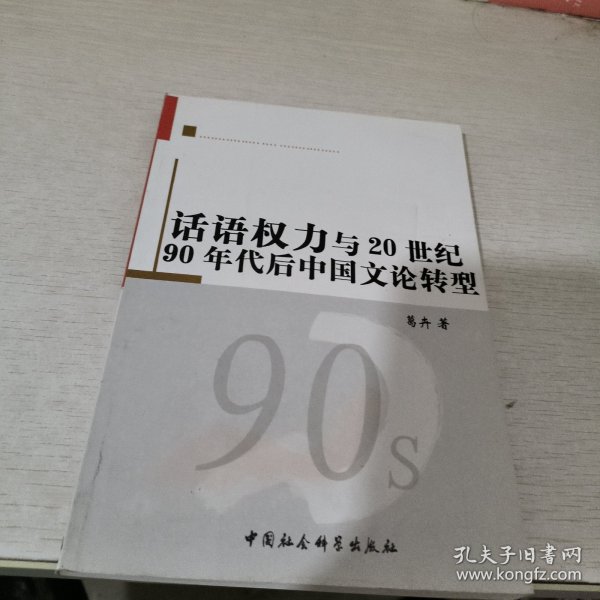 话语权力与20世纪
90年代后中国文论转型
葛卉 著
90s
中国社会科学出版社
孔夫子旧书网
www.kongfz.com